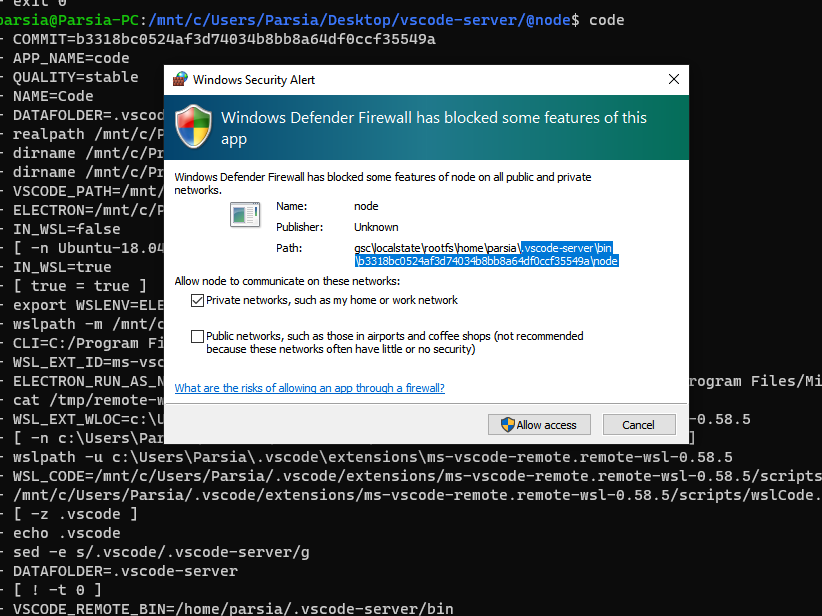 - exit 0
parsia@Parsia-PC:/mnt/c/Users/Parsia/Desktop/vscode-server/@node$ code
- COMMIT=b3318bc0524af3d74034b8bb8a64df0ccf35549a
- APP_NAME=code
- QUALITY=stable
- NAME=Code
- DATAFOLDER=.vscod
- realpath /mnt/c/P
- dirname /mnt/c/Pr
- dirname /mnt/c/Pr
- VSCODE_PATH=/mnt/
- ELECTRON=/mnt/c/P
- IN_WSL=false
- [ -n Ubuntu-18.04
- IN_WSL=true
- [ true = true ]
- export WSLENV=ELE
- wslpath -m /mnt/c
- CLI=C:/Program Fi
- WSL_EXT_ID=ms-vsc
- ELECTRON_RUN_AS_N rogram Files/Mi
- cat /tmp/remote-w
- WSL_EXT_WLOC=c:\U -0.58.5
- [ -n c:\Users\Par ]
- wslpath -u c:\Users\Parsia\.vscode\extensions\ms-vscode-remote.remote-wsl-0.58.5
- WSL_CODE=/mnt/c/Users/Parsia/.vscode/extensions/ms-vscode-remote.remote-wsl-0.58.5/scripts
- /mnt/c/Users/Parsia/.vscode/extensions/ms-vscode-remote.remote-wsl-0.58.5/scripts/wslCode.
- [ -z .vscode ]
- echo .vscode
- sed -e s/.vscode/.vscode-server/g
- DATAFOLDER=.vscode-server
- [ ! -t 0 ]
- VSCODE_REMOTE_BIN=/home/parsia/.vscode-server/bin
Windows Security Alert
Windows Defender Firewall has blocked some features of this
app
Windows Defender Firewall has blocked some features of node on all public and private
networks.
Name: node
Publisher: Unknown
Path: gsc\localstate\rootfs\home\parsia\.vscode-server\bin
\b3318bc0524af3d74034b8bb8a64df0ccf35549a\node
Allow node to communicate on these networks:
Private networks, such as my home or work network
Public networks, such as those in airports and coffee shops (not recommended
because these networks often have little or no security)
What are the risks of allowing an app through a firewall?
Allow access
Cancel